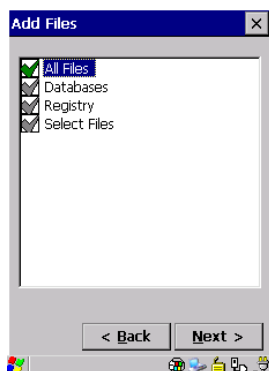 Add Files
All Files
Databases
Registry
Select Files
< Back Next >